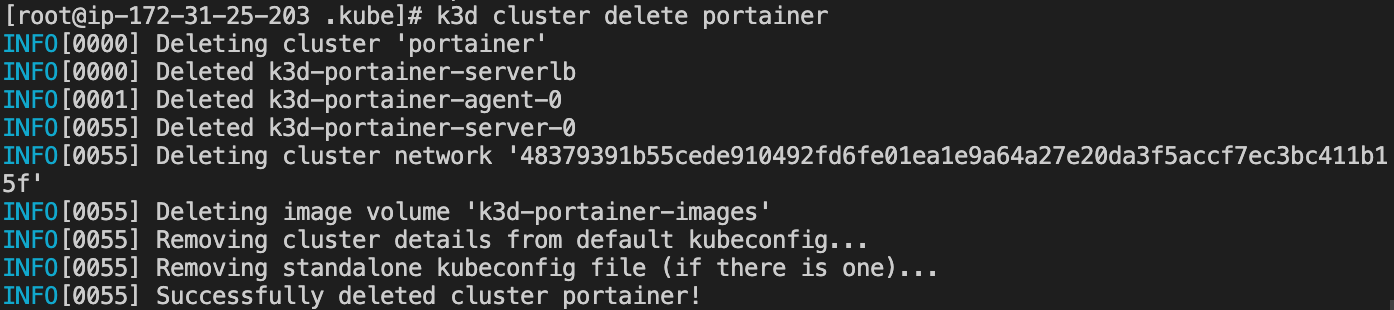 [root@ip-172-31-25-203 .kube]# k3d cluster delete portainer
INFO[0000] Deleting cluster 'portainer'
INFO[0000] Deleted k3d-portainer-serverlb
INFO[0001] Deleted k3d-portainer-agent-0
INFO[0055] Deleted k3d-portainer-server-0
INFO[0055] Deleting cluster network '48379391b55cede910492fd6fe01ea1e9a64a27e20da3f5accf7ec3bc411b1
5f'
INFO[0055] Deleting image volume 'k3d-portainer-images'
INFO[0055] Removing cluster details from default kubeconfig...
INFO[0055] Removing standalone kubeconfig file (if there is one)...
INFO[0055] Successfully deleted cluster portainer!